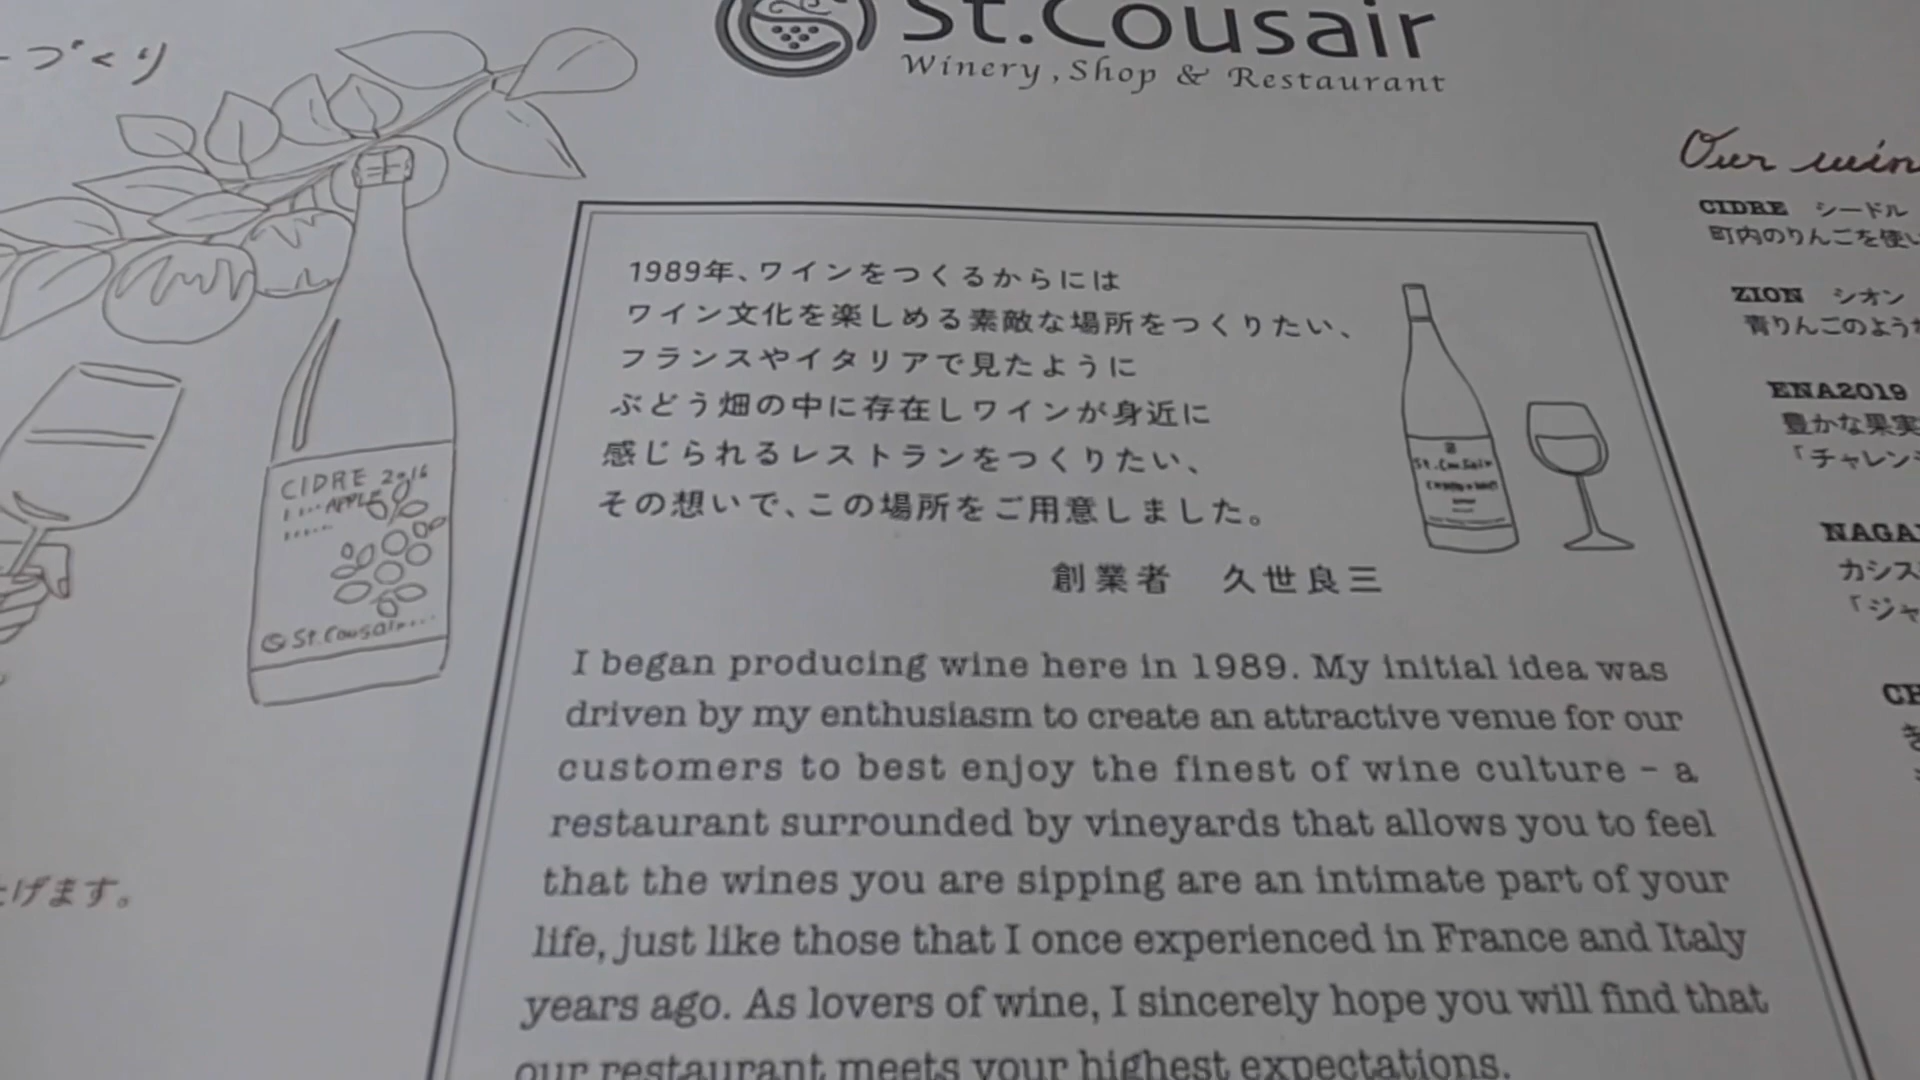 St.Cousair
Winery, Shop & Restaurant
づくり
CIDRE 2016
APPLE
St.Cousair
げます。
1989年、ワインをつくるからには
ワイン文化を楽しめる素敵な場所をつくりたい、
フランスやイタリアで見たように
ぶどう畑の中に存在しワインが身近に
感じられるレストランをつくりたい、
その想いで、この場所をご用意しました。
創業者 久世良三
St.Cousair
I began producing wine here in 1989. My initial idea was
driven by my enthusiasm to create an attractive venue for our
customers to best enjoy the finest of wine culture – a
restaurant surrounded by vineyards that allows you to feel
that the wines you are sipping are an intimate part of your
life, just like those that I once experienced in France and Italy
years ago. As lovers of wine, I sincerely hope you will find that
our restaurant meets your highest expectations.
Our win
CIDRE シードル
町内のりんごを使い
ZION シオン
青りんごのような
ENA2019
豊かな果実
「チャレン
NAGA
カシス
「ジャ
CH